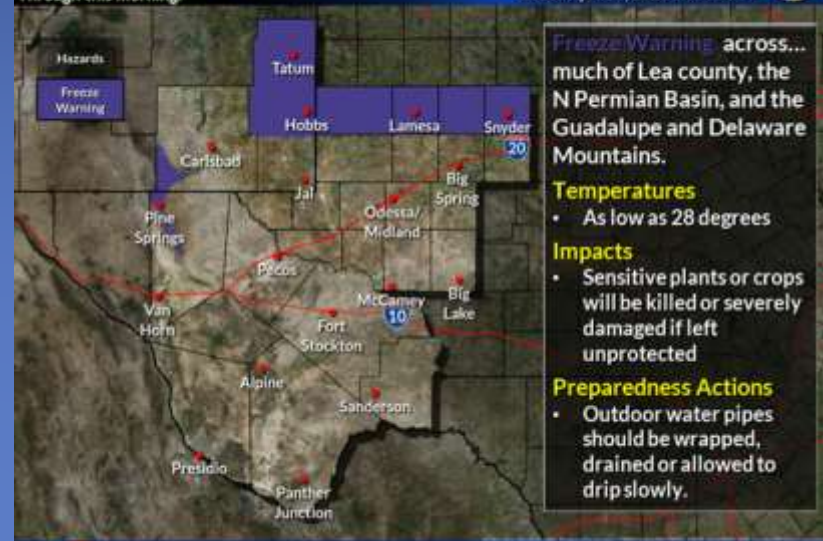 Through this morning
Hazards
Freeze
Warning
Tatum
Hobbs
Lamesa
Snyder
20
Carlsbad
Jal
Big
Spring
Odessa/
Midland
Pine
Springs
Pecos
McCamey
10
Big
Lake
Van
Horn
Fort
Stockton
Alpine
Sanderson
Presidio
Panther
Junction
Freeze Warning across...
much of Lea county, the
N Permian Basin, and the
Guadalupe and Delaware
Mountains.
Temperatures
• As low as 28 degrees
Impacts
• Sensitive plants or crops
will be killed or severely
damaged if left
unprotected
Preparedness Actions
• Outdoor water pipes
should be wrapped,
drained or allowed to
drip slowly.